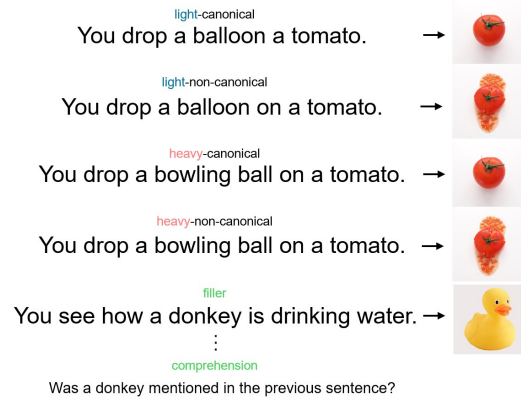 light-canonical
You drop a balloon a tomato.
light-non-canonical
You drop a balloon on a tomato.
heavy-canonical
You drop a bowling ball on a tomato.
heavy-non-canonical
You drop a bowling ball on a tomato.
filler
You see how a donkey is drinking water.
comprehension
Was a donkey mentioned in the previous sentence?